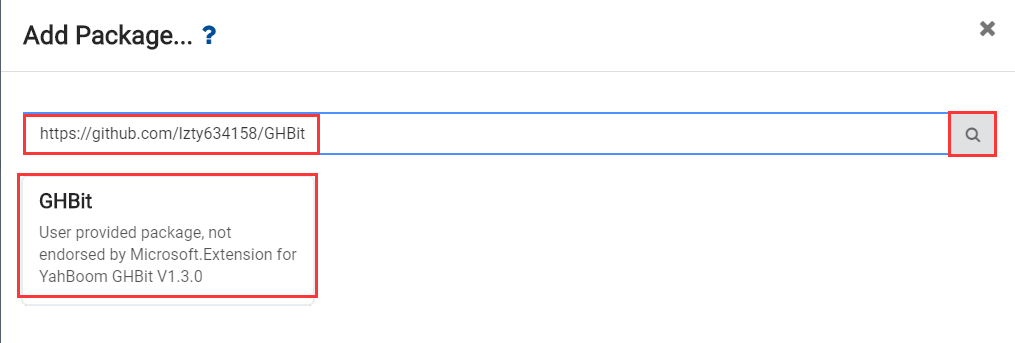 Add Package... ?
https://github.com/lzty634158/GHBit
GHBit
User provided package, not
endorsed by Microsoft.Extension for
YahBoom GHBit V1.3.0